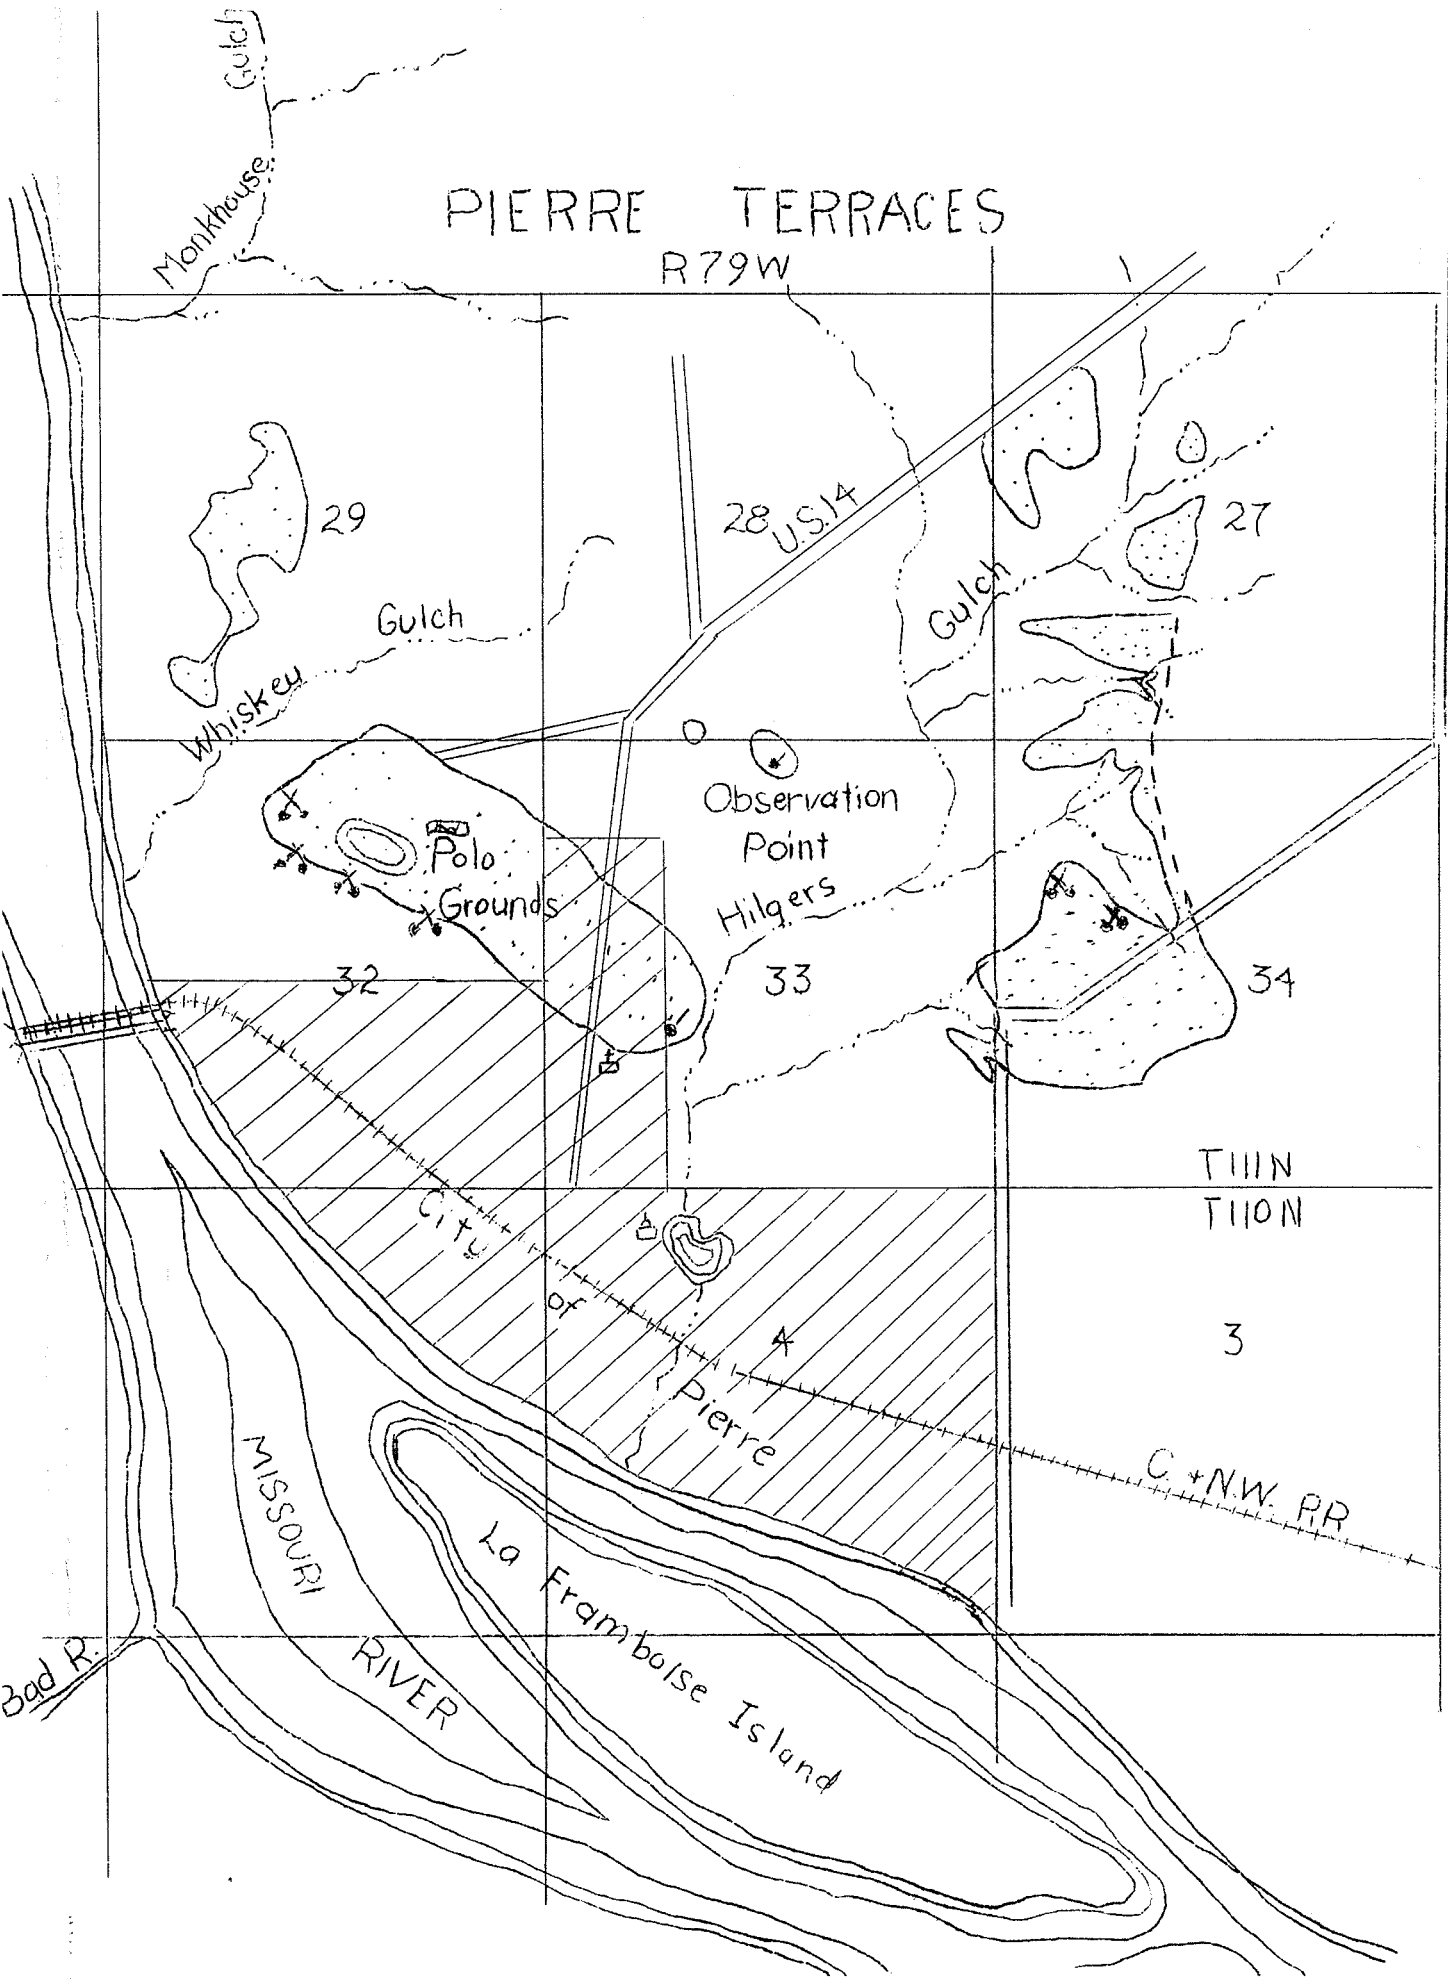 Monkhouse Gulch
PIERRE TERRACES
R79W
29
28
U.S.14
27
Gulch
Whiskey Gulch
Observation
Point
Polo
Grounds
Hilgers
32
33
34
T111N
T110N
City
of
Pierre
4
3
C. + N.W. R.R
MISSOURI
RIVER
La Framboise Island
Bad R.